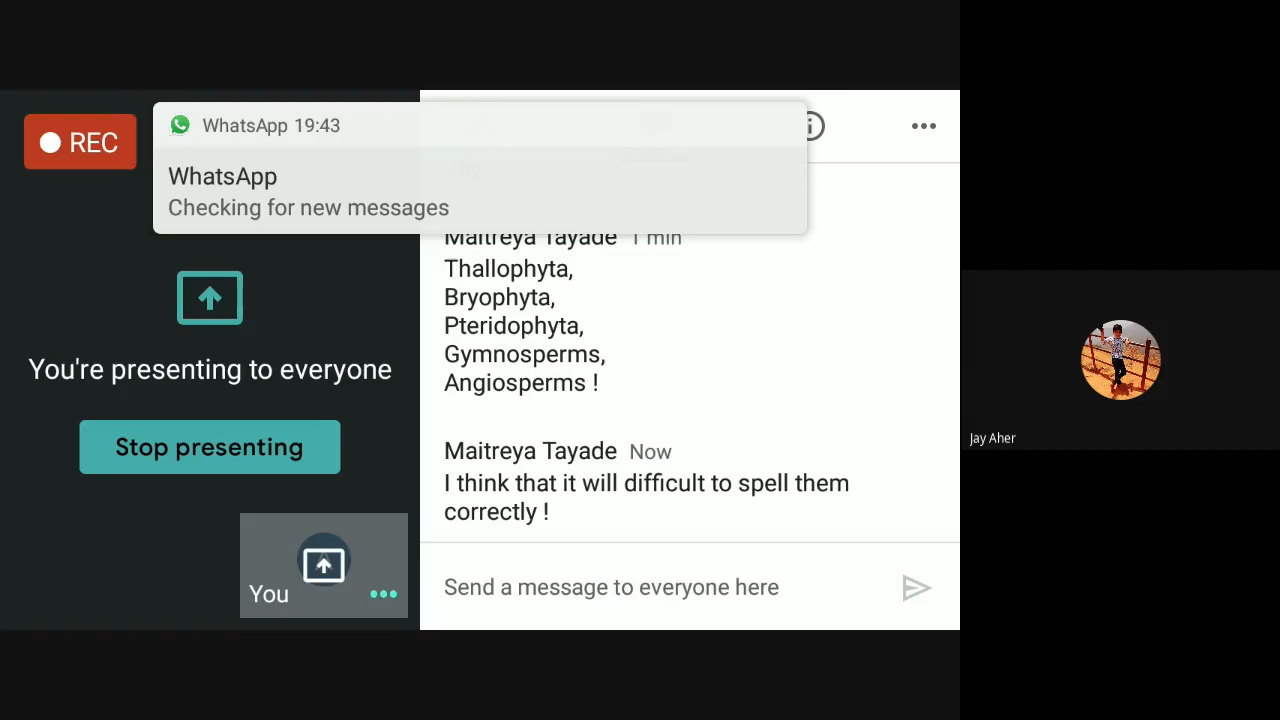 REC
WhatsApp 19:43
WhatsApp
Checking for new messages
You're presenting to everyone
Stop presenting
You
Maitreya Tayade 1 min
Thallophyta,
Bryophyta,
Pteridophyta,
Gymnosperms,
Angiosperms !
Maitreya Tayade Now
I think that it will difficult to spell them
correctly !
Send a message to everyone here
Jay Aher